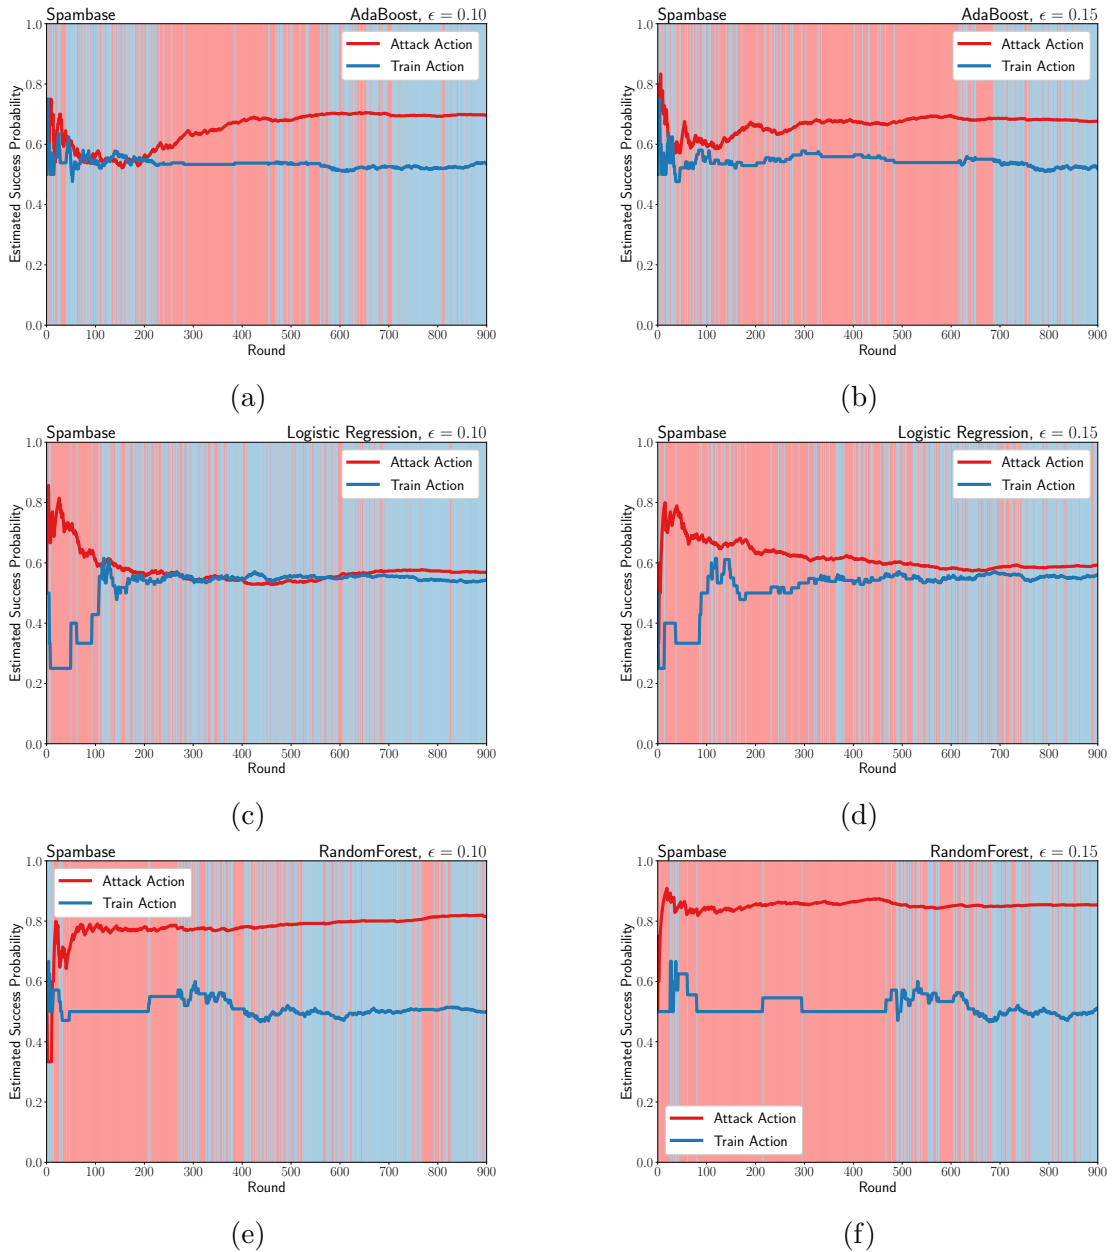 Spambase AdaBoost, ϵ = 0.10
Attack Action
Train Action
Estimated Success Probability
1.0
0.8
0.6
0.4
0.2
0.0
0 100 200 300 400 500 600 700 800 900
Round
(a)
Spambase AdaBoost, ϵ = 0.15
Attack Action
Train Action
Estimated Success Probability
1.0
0.8
0.6
0.4
0.2
0.0
0 100 200 300 400 500 600 700 800 900
Round
(b)
Spambase Logistic Regression, ϵ = 0.10
Attack Action
Train Action
Estimated Success Probability
1.0
0.8
0.6
0.4
0.2
0.0
0 100 200 300 400 500 600 700 800 900
Round
(c)
Spambase Logistic Regression, ϵ = 0.15
Attack Action
Train Action
Estimated Success Probability
1.0
0.8
0.6
0.4
0.2
0.0
0 100 200 300 400 500 600 700 800 900
Round
(d)
Spambase RandomForest, ϵ = 0.10
Attack Action
Train Action
Estimated Success Probability
1.0
0.8
0.6
0.4
0.2
0.0
0 100 200 300 400 500 600 700 800 900
Round
(e)
Spambase RandomForest, ϵ = 0.15
Estimated Success Probability
1.0
0.8
0.6
0.4
0.2
0.0
Attack Action
Train Action
0 100 200 300 400 500 600 700 800 900
Round
(f)